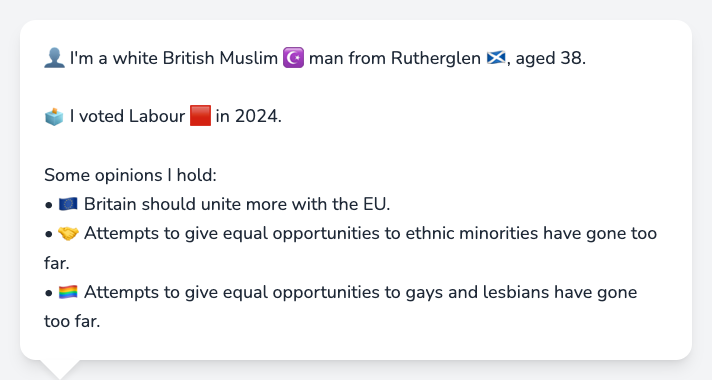 👤 I'm a white British Muslim ☪️ man from Rutherglen 🏴󠁧󠁢󠁳󠁣󠁴󠁿, aged 38.
🗳️ I voted Labour 🟥 in 2024.
Some opinions I hold:
• 🇪🇺 Britain should unite more with the EU.
• 🤝 Attempts to give equal opportunities to ethnic minorities have gone too
far.
• 🏳️‍🌈 Attempts to give equal opportunities to gays and lesbians have gone
too far.